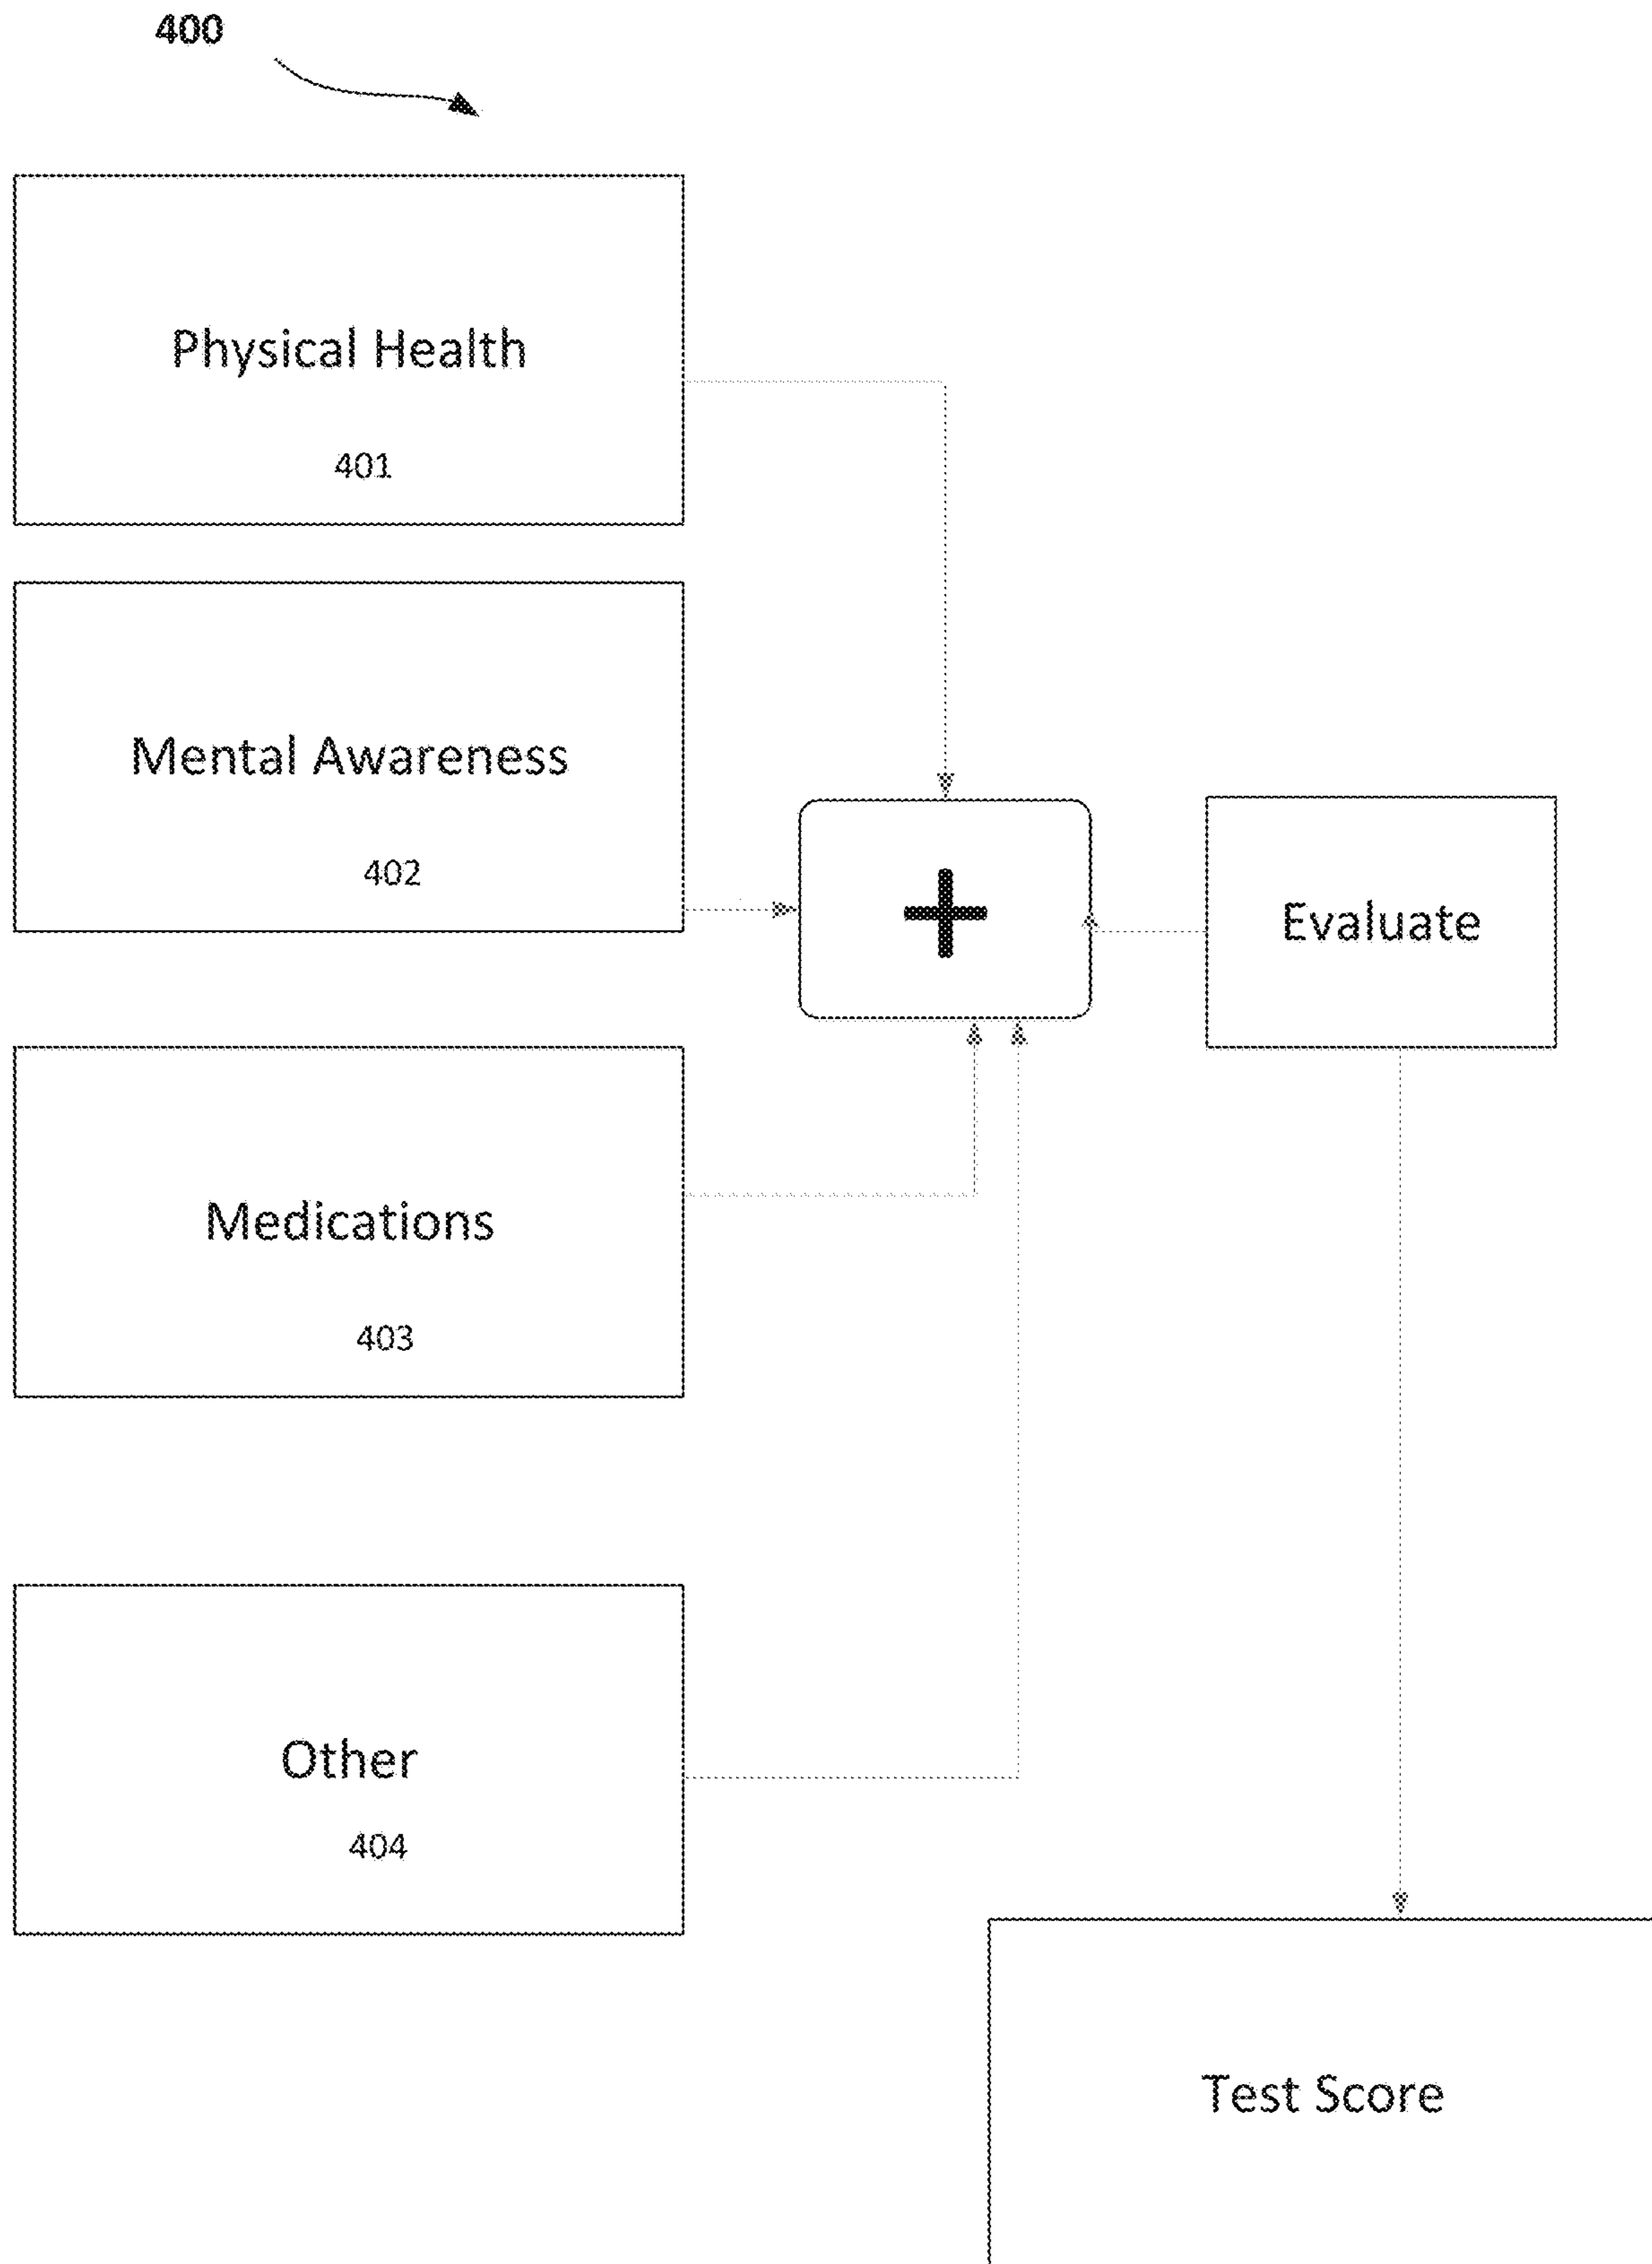 400
Physical Health
401
Mental Awareness
402
+
Evaluate
Medications
403
Other
404
Test Score